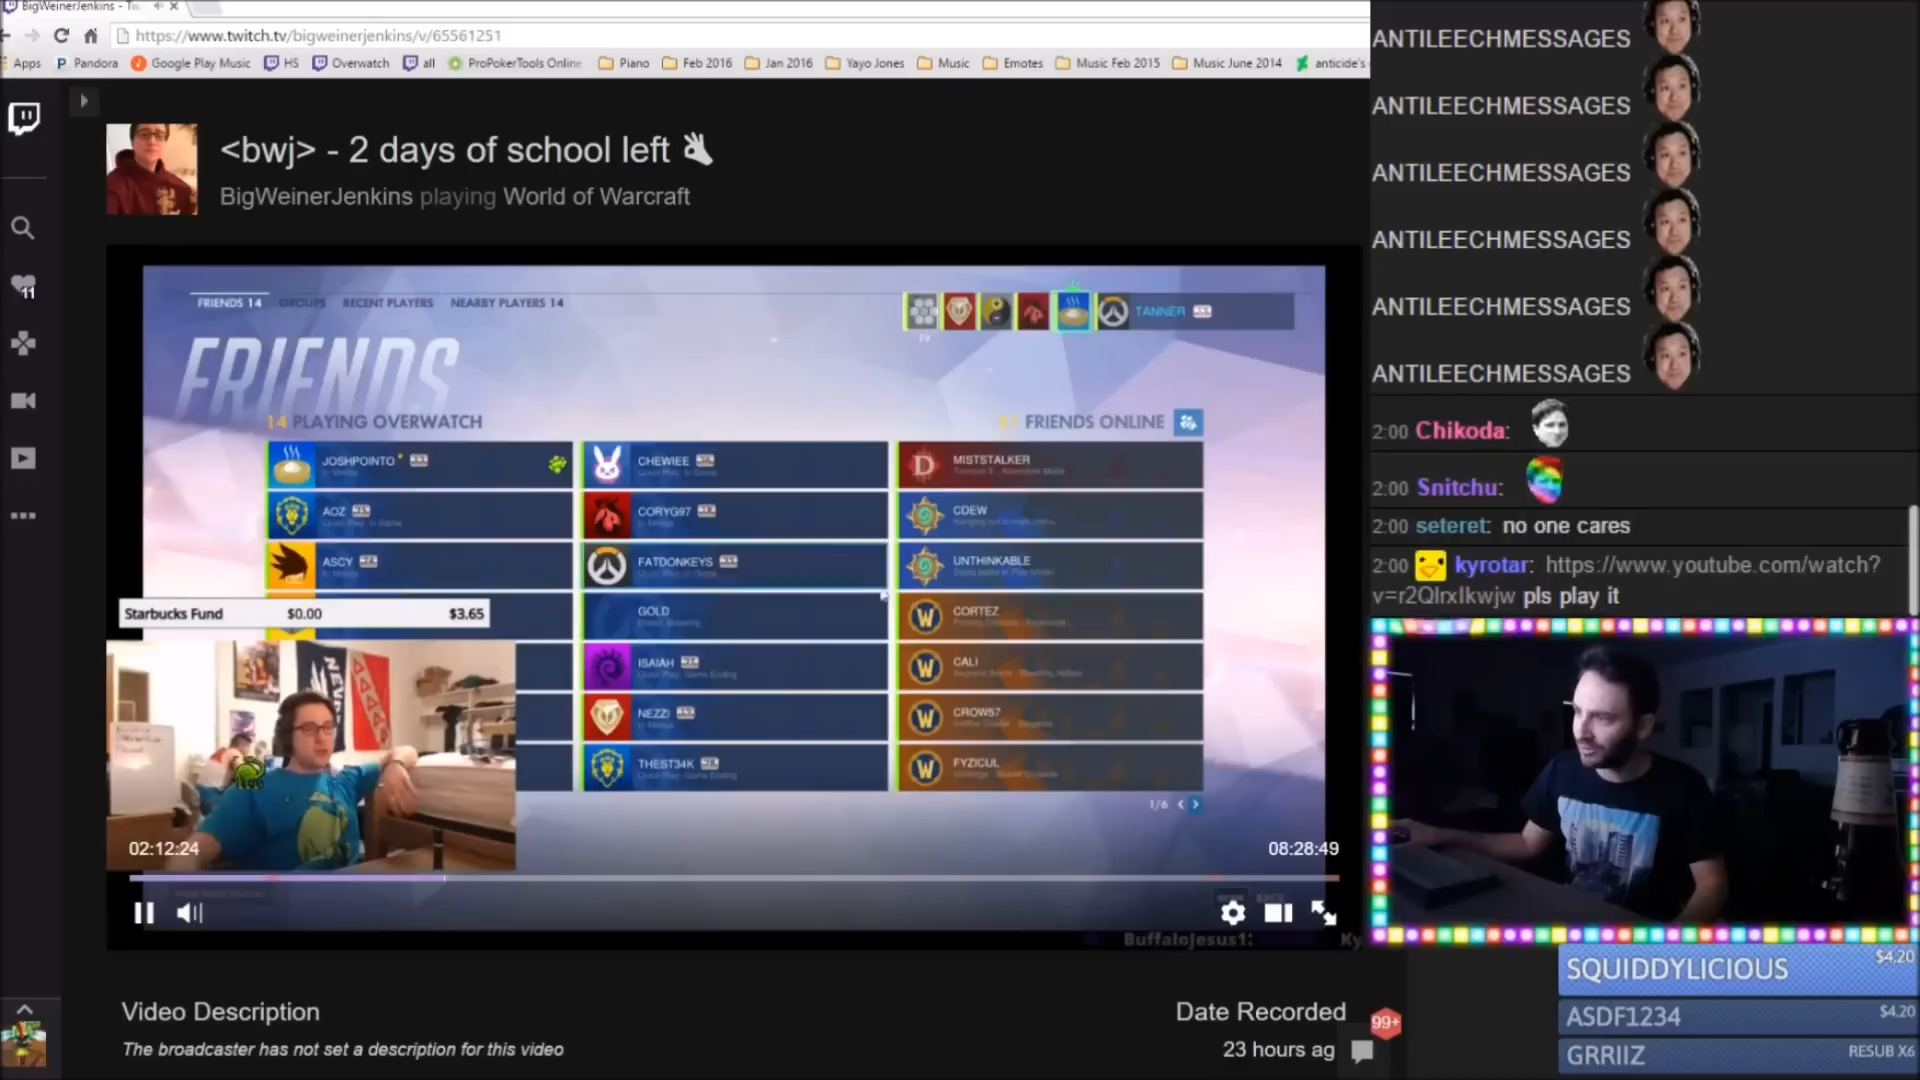 BigWeinerJenkins - Tw
https://www.twitch.tv/bigweinerjenkins/v/65561251
Apps Pandora Google Play Music HS Overwatch all ProPokerTools Online Piano Feb 2016 Jan 2016 Yayo Jones Music Emotes Music Feb 2015 Music June 2014 anticide's
<bwj> - 2 days of school left 👌
BigWeinerJenkins playing World of Warcraft
11
FRIENDS 14 GROUPS RECENT PLAYERS NEARBY PLAYERS 14
TANNER
FRIENDS
14 PLAYING OVERWATCH
FRIENDS ONLINE
JOSHPOINTO
CHEWIEE
MISTSTALKER
AOZ
CORYG97
CDEW
ASCY
FATDONKEYS
UNTHINKABLE
GOLD
CORTEZ
ISAIAH
CALI
NEZZI
CROW57
THEST34K
FYZICUL
1/6
Starbucks Fund $0.00 $3.65
02:12:24
08:28:49
BuffaloJesus1: Ky
Video Description
The broadcaster has not set a description for this video
Date Recorded
23 hours ag
99+
ANTILEECHMESSAGES
ANTILEECHMESSAGES
ANTILEECHMESSAGES
ANTILEECHMESSAGES
ANTILEECHMESSAGES
ANTILEECHMESSAGES
2:00 Chikoda:
2:00 Snitchu:
2:00 seteret: no one cares
2:00 kyrotar: https://www.youtube.com/watch?
v=r2QlrxIkwjw pls play it
SQUIDDYLICIOUS $4.20
ASDF1234 $4.20
GRRIIZ RESUB X6